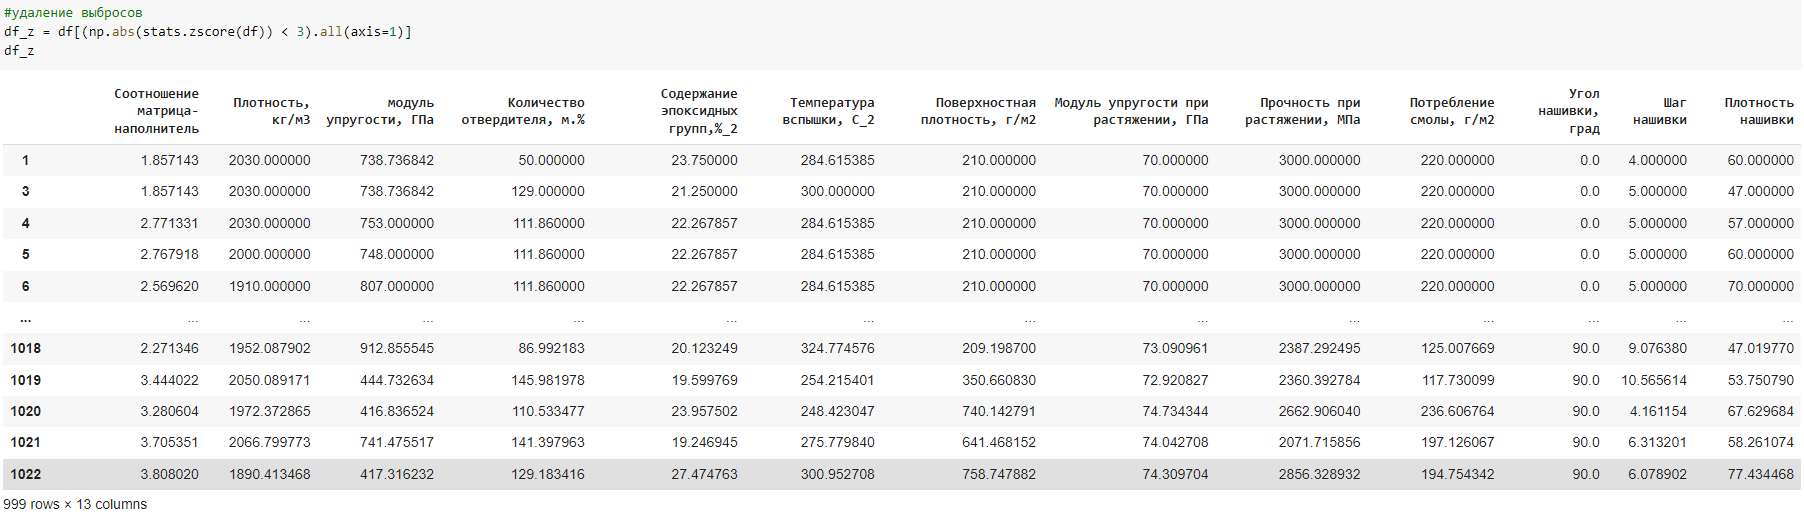 #удаление выбросов
df_z = df[(np.abs(stats.zscore(df)) < 3).all(axis=1)]
df_z
Соотношение матрица-наполнитель Плотность, кг/м3 модуль упругости, ГПа Количество отвердителя, м.% Содержание эпоксидных групп,%_2 Температура вспышки, С_2 Поверхностная плотность, г/м2 Модуль упругости при растяжении, ГПа Прочность при растяжении, МПа Потребление смолы, г/м2 Угол нашивки, град Шаг нашивки Плотность нашивки
1 1.857143 2030.000000 738.736842 50.000000 23.750000 284.615385 210.000000 70.000000 3000.000000 220.000000 0.0 4.000000 60.000000
3 1.857143 2030.000000 738.736842 129.000000 21.250000 300.000000 210.000000 70.000000 3000.000000 220.000000 0.0 5.000000 47.000000
4 2.771331 2030.000000 753.000000 111.860000 22.267857 284.615385 210.000000 70.000000 3000.000000 220.000000 0.0 5.000000 57.000000
5 2.767918 2000.000000 748.000000 111.860000 22.267857 284.615385 210.000000 70.000000 3000.000000 220.000000 0.0 5.000000 60.000000
6 2.569620 1910.000000 807.000000 111.860000 22.267857 284.615385 210.000000 70.000000 3000.000000 220.000000 0.0 5.000000 70.000000
... ... ... ... ... ... ... ... ... ... ... ... ... ...
1018 2.271346 1952.087902 912.855545 86.992183 20.123249 324.774576 209.198700 73.090961 2387.292495 125.007669 90.0 9.076380 47.019770
1019 3.444022 2050.089171 444.732634 145.981978 19.599769 254.215401 350.660830 72.920827 2360.392784 117.730099 90.0 10.565614 53.750790
1020 3.280604 1972.372865 416.836524 110.533477 23.957502 248.423047 740.142791 74.734344 2662.906040 236.606764 90.0 4.161154 67.629684
1021 3.705351 2066.799773 741.475517 141.397963 19.246945 275.779840 641.468152 74.042708 2071.715856 197.126067 90.0 6.313201 58.261074
1022 3.808020 1890.413468 417.316232 129.183416 27.474763 300.952708 758.747882 74.309704 2856.328932 194.754342 90.0 6.078902 77.434468
999 rows × 13 columns